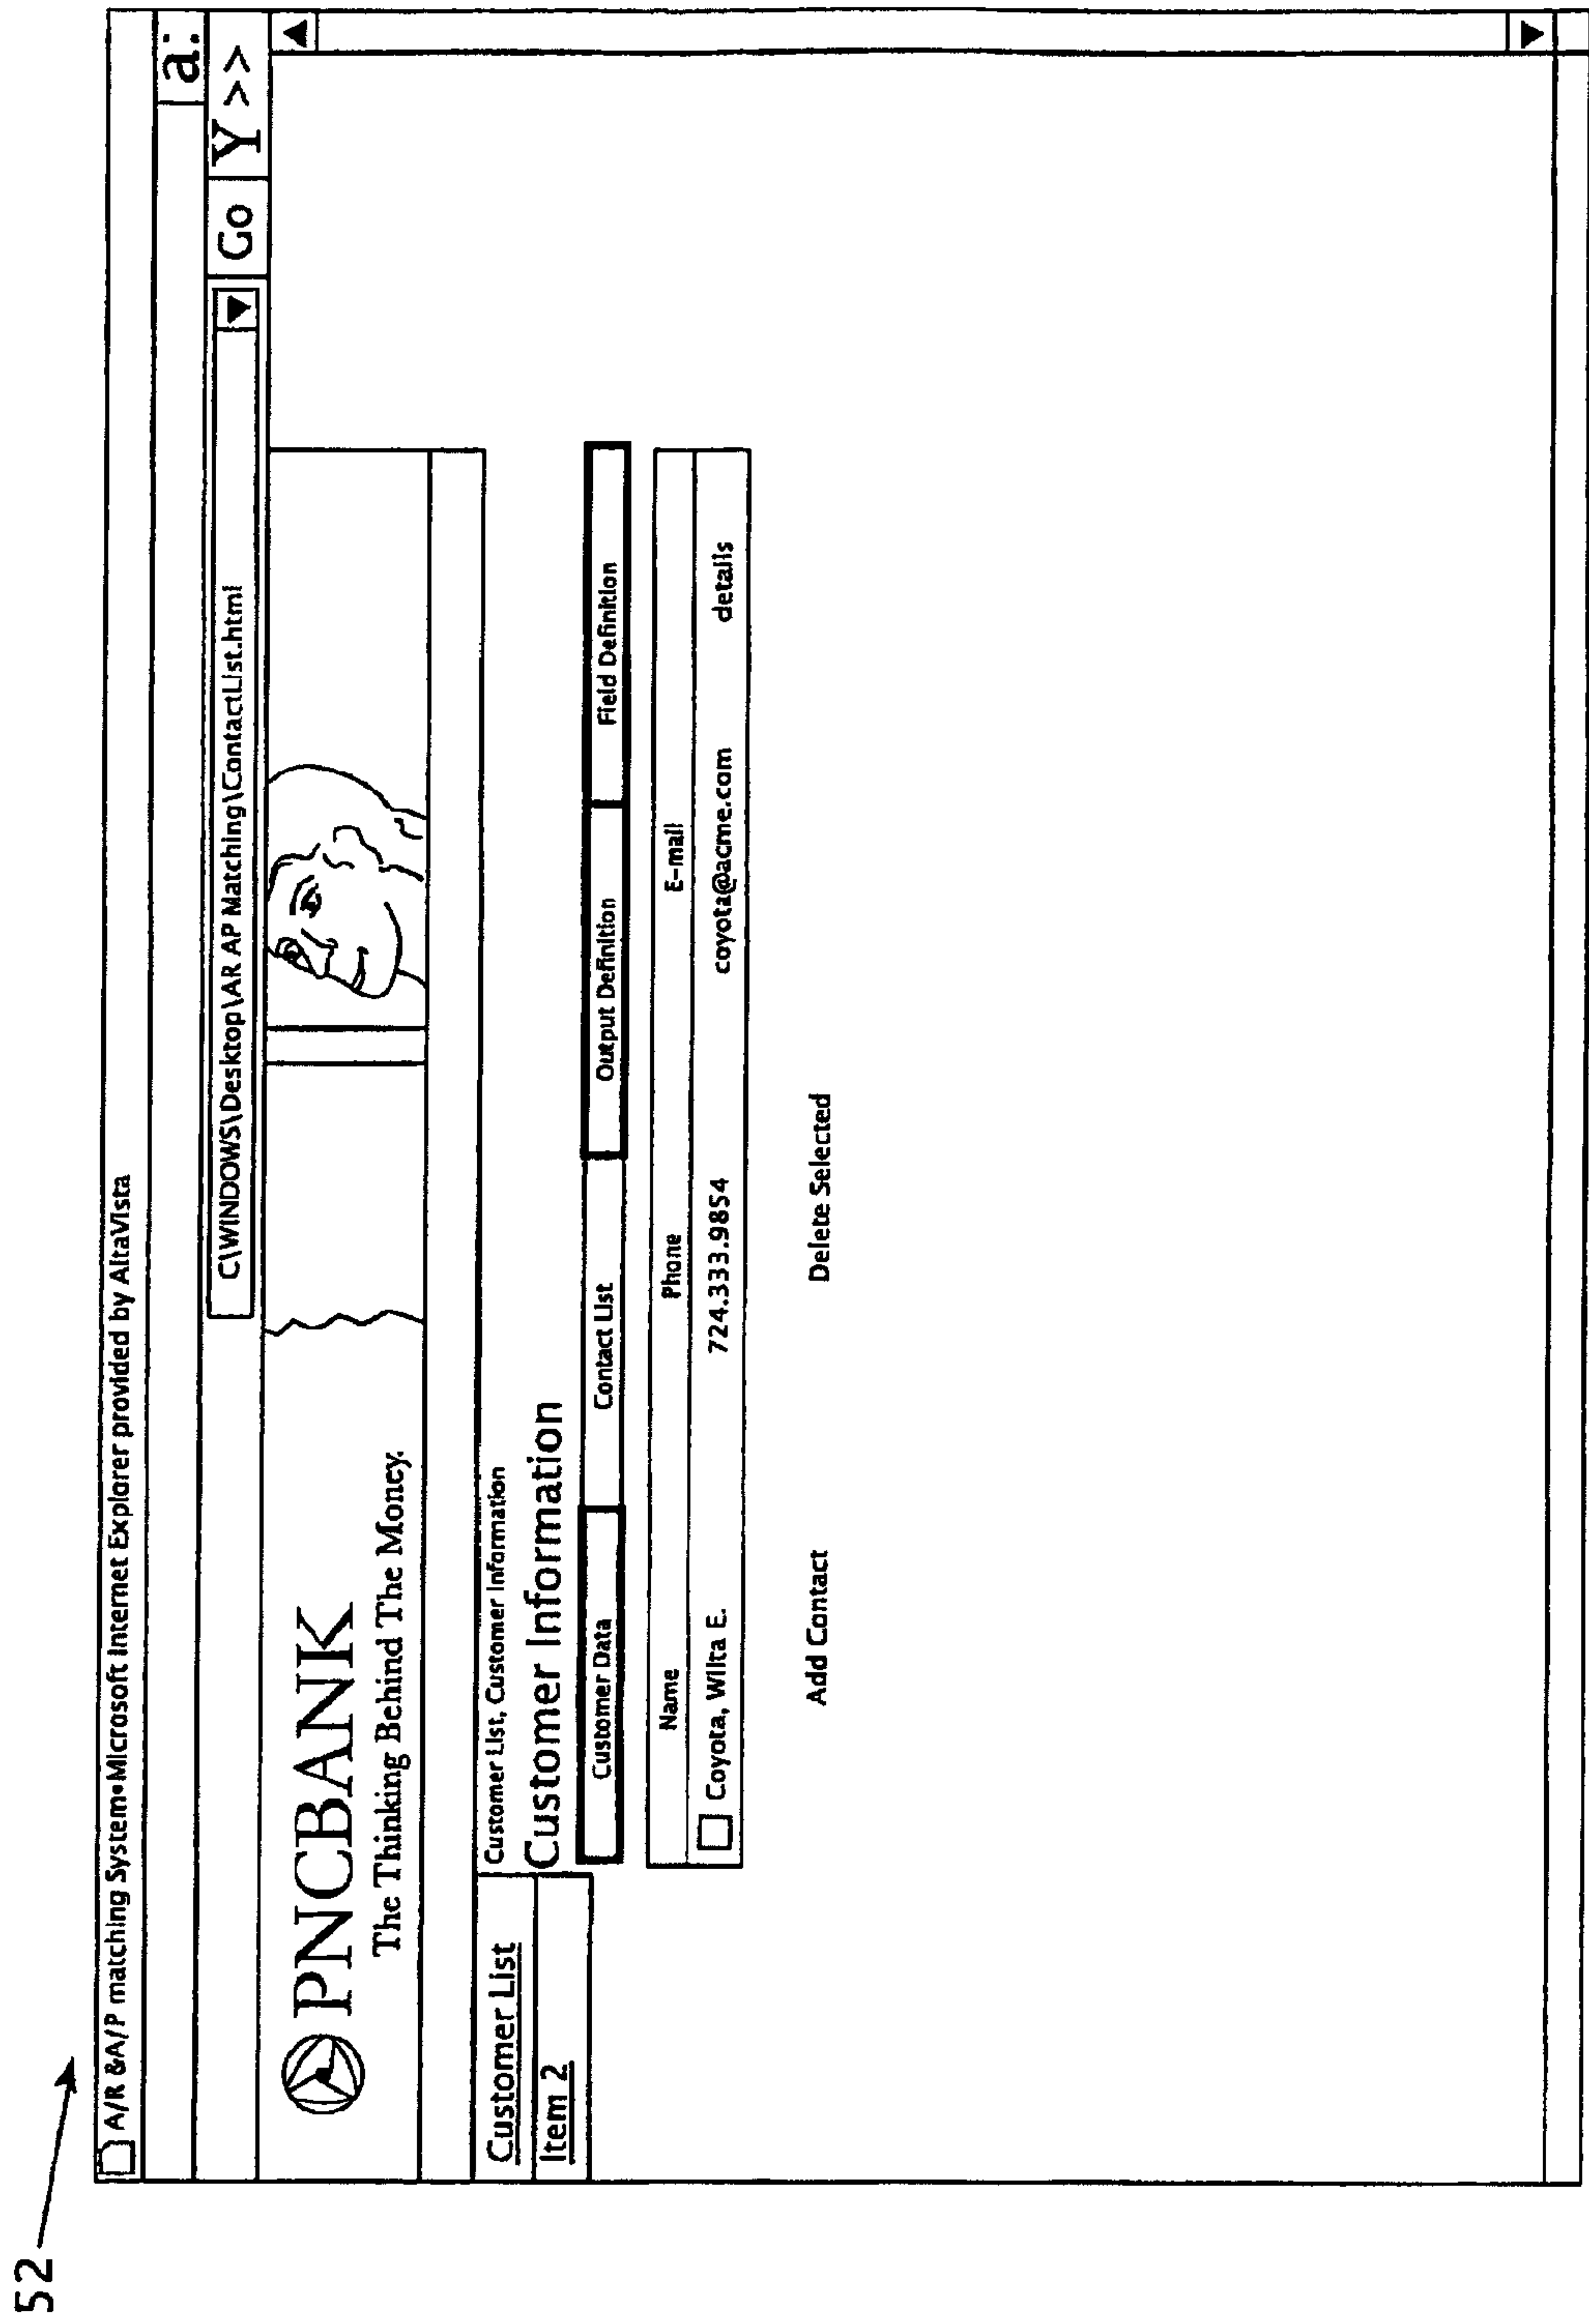 52
A/R &A/P matching System•Microsoft Internet Explorer provided by AltaVista
a:
C\WINDOWS\Desktop\AR AP Matching\ContactList.html Go Y >>
PNCBANK
The Thinking Behind The Money.
Customer List
Item 2
Customer List, Customer Information
Customer Information
Customer Data Contact List Output Definition Field Definition
Name Phone E-mail
Coyota, Wilta E. 724.333.9854 coyota@acme.com details
Add Contact Delete Selected